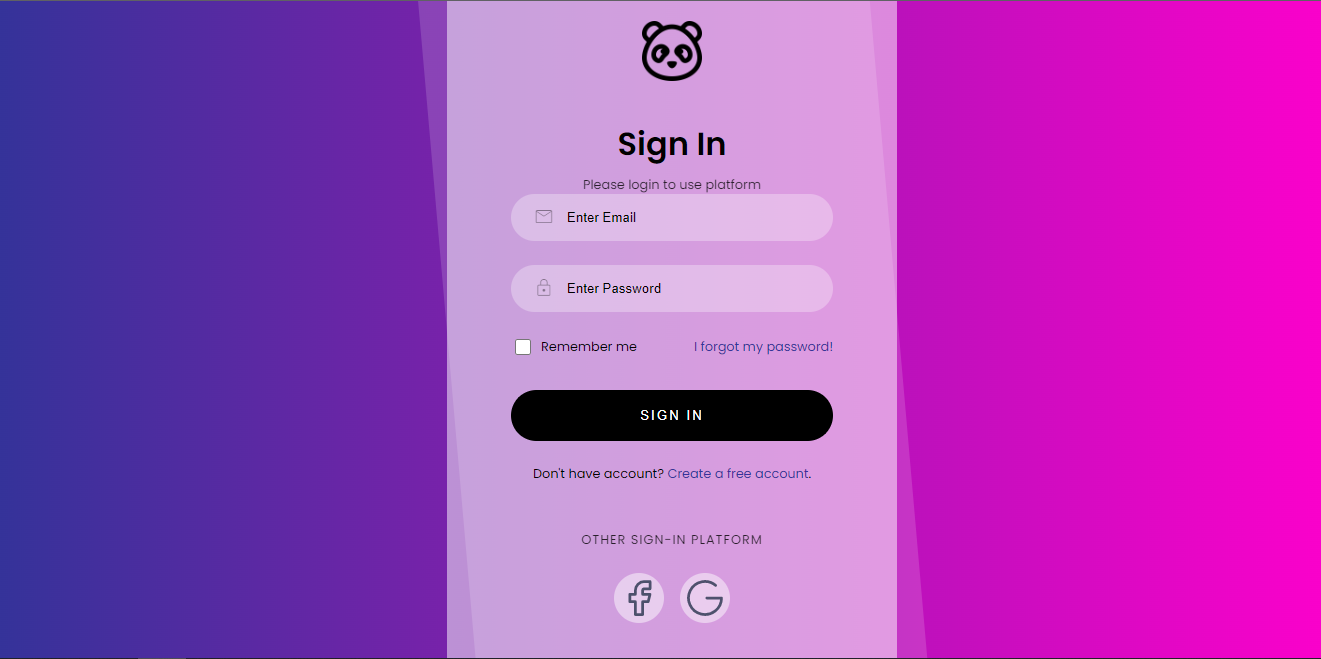 Sign In
Please login to use platform
Enter Email
Enter Password
Remember me
I forgot my password!
SIGN IN
Don't have account? Create a free account.
OTHER SIGN-IN PLATFORM